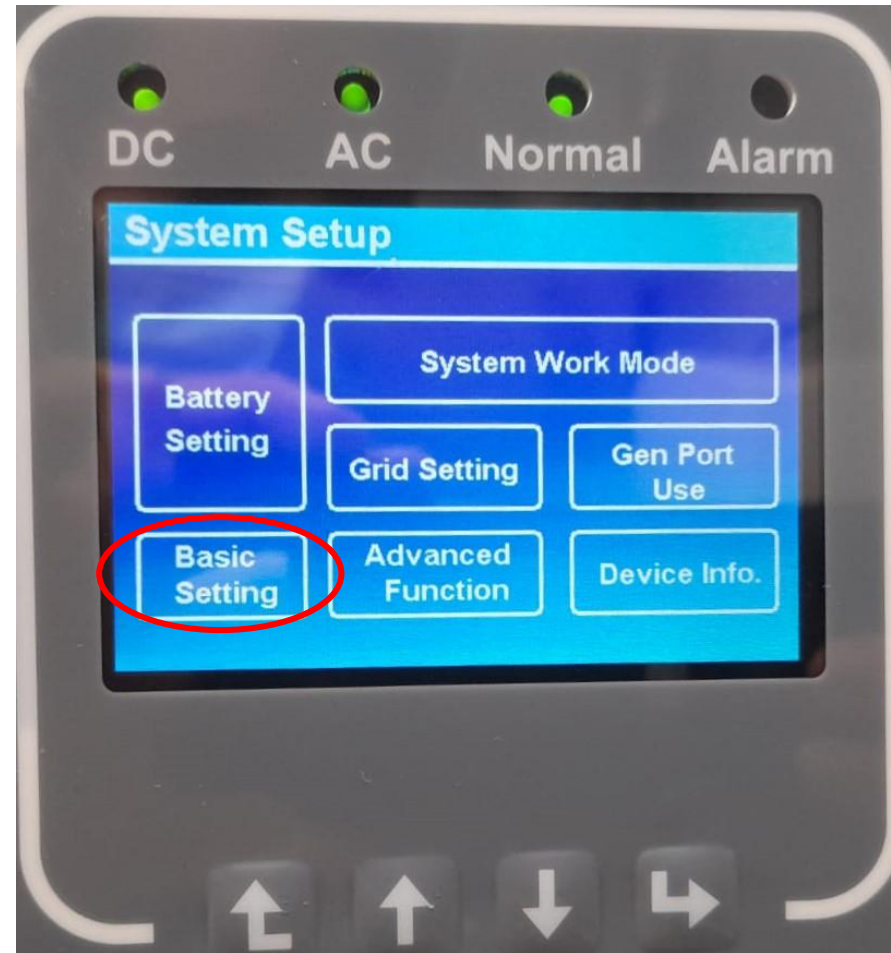 DC
AC
Normal
Alarm
System Setup
Battery
Setting
System Work Mode
Grid Setting
Gen Port
Use
Basic
Setting
Advanced
Function
Device Info.